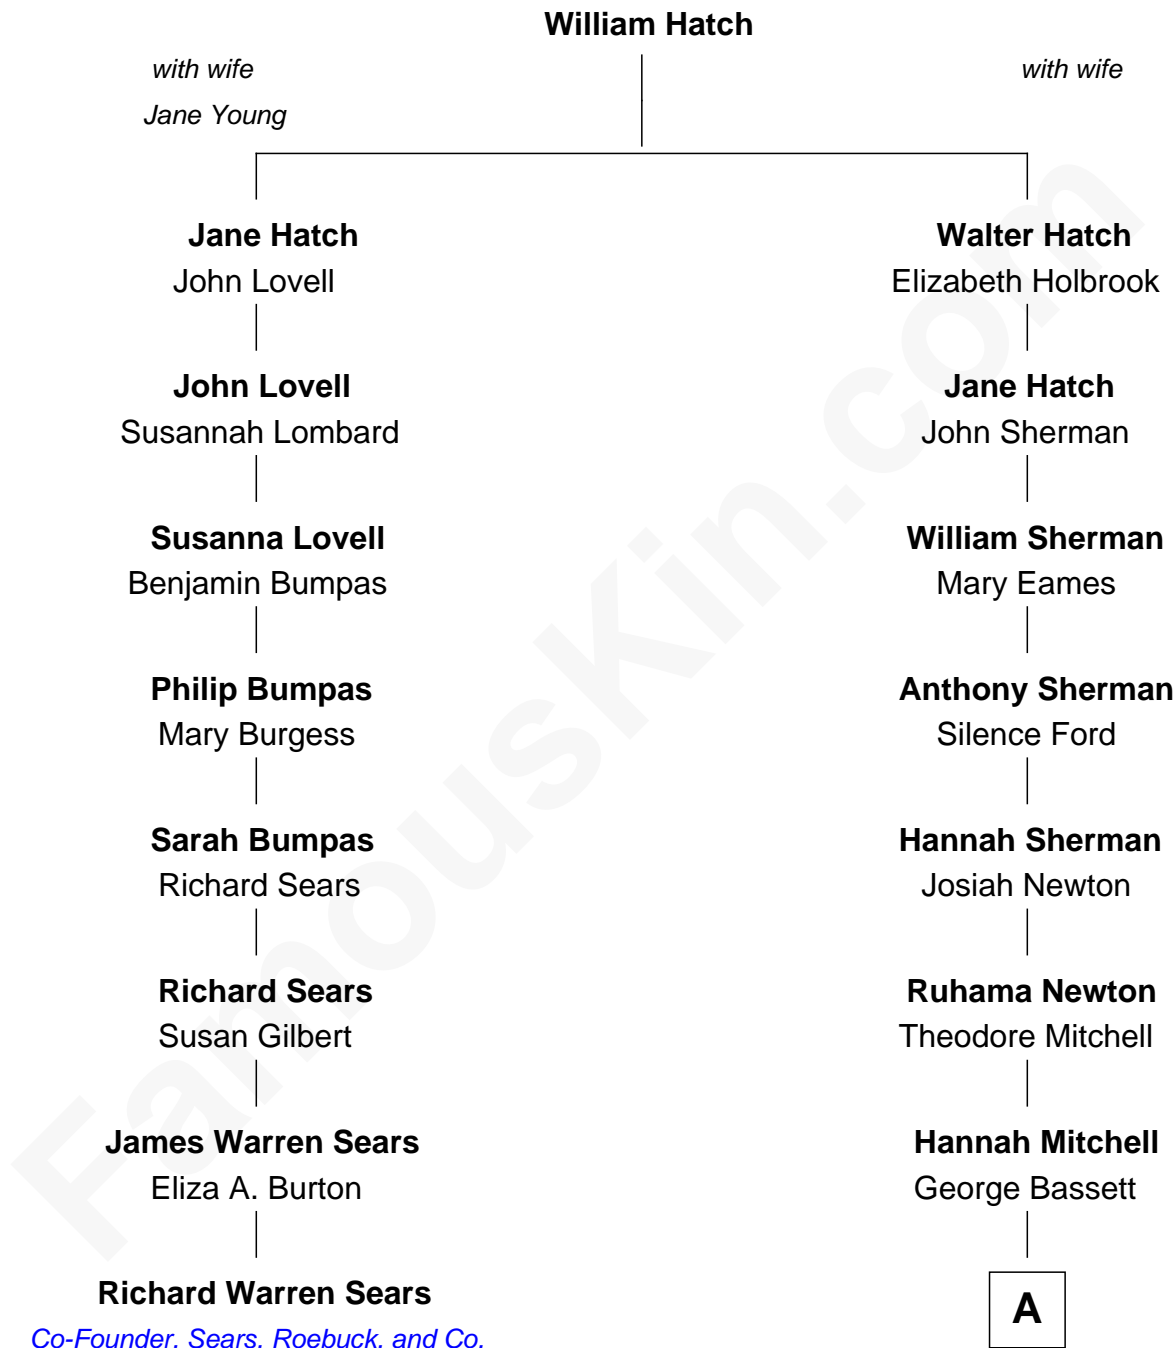 William Hatch
with wife
with wife
Jane Young
Jane Hatch
John Lovell
Walter Hatch
Elizabeth Holbrook
John Lovell
Susannah Lombard
Jane Hatch
John Sherman
Susanna Lovell
Benjamin Bumpas
William Sherman
Mary Eames
Philip Bumpas
Mary Burgess
Anthony Sherman
Silence Ford
Sarah Bumpas
Richard Sears
Hannah Sherman
Josiah Newton
Richard Sears
Susan Gilbert
Ruhama Newton
Theodore Mitchell
James Warren Sears
Eliza A. Burton
Hannah Mitchell
George Bassett
Richard Warren Sears
Co-Founder, Sears, Roebuck, and Co.
A
FamousKin.com